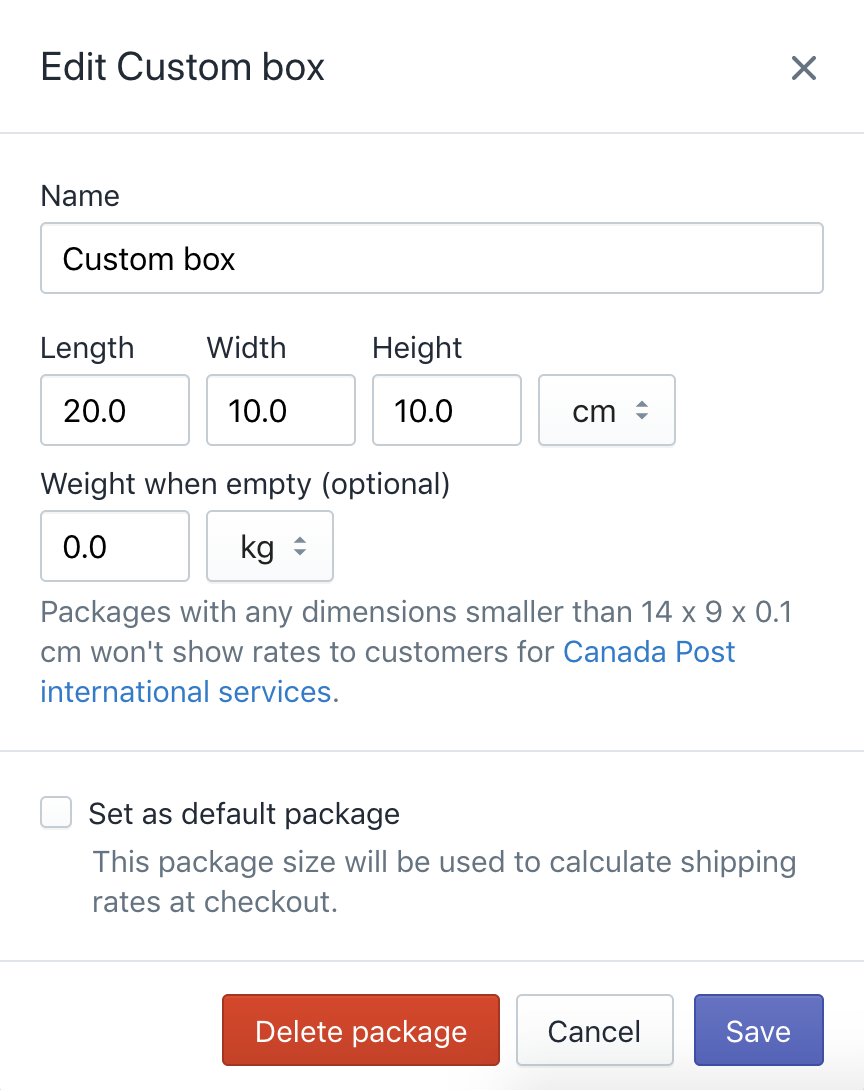 Edit Custom box
Name
Custom box
Length Width Height
20.0 10.0 10.0 cm
Weight when empty (optional)
0.0 kg
Packages with any dimensions smaller than 14 x 9 x 0.1
cm won't show rates to customers for Canada Post
international services.
Set as default package
This package size will be used to calculate shipping
rates at checkout.
Delete package Cancel Save